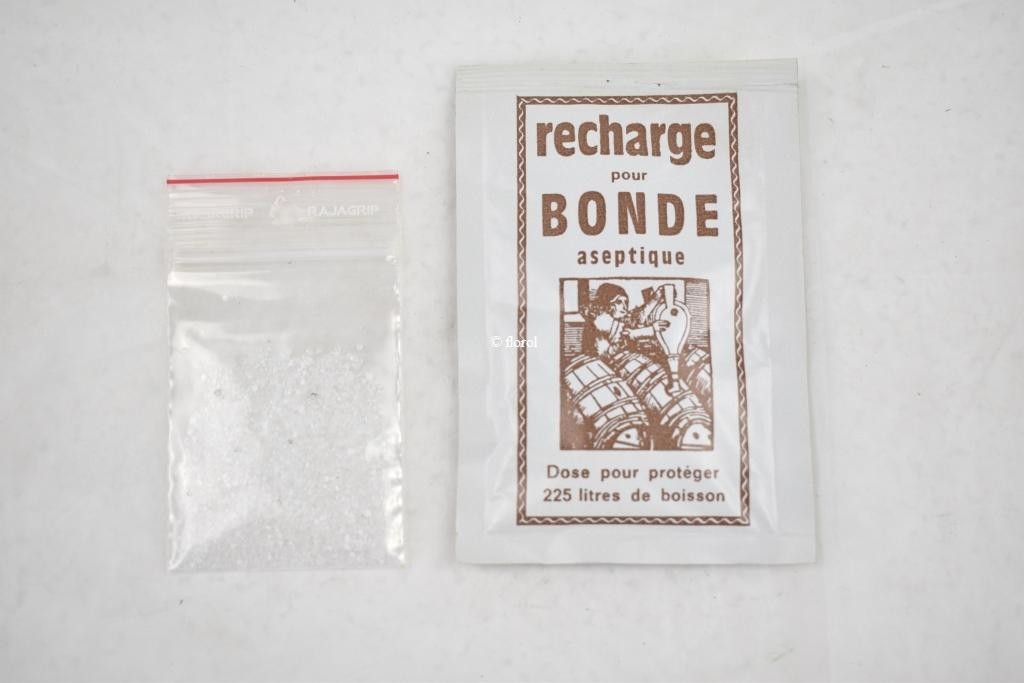 RAJAGRIP
recharge
pour
BONDE
aseptique
© florol
Dose pour protéger
225 litres de boisson